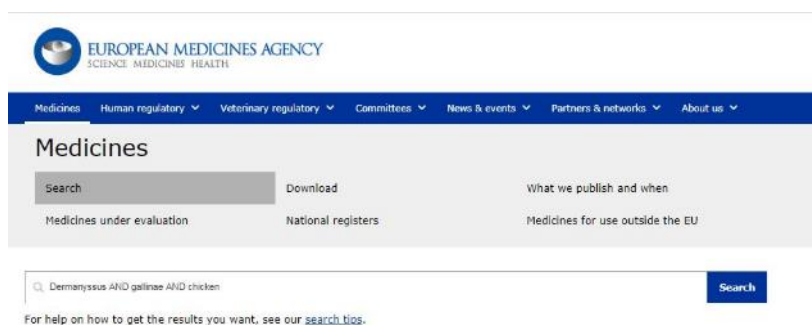 EUROPEAN MEDICINES AGENCY
SCIENCE MEDICINES HEALTH
Medicines Human regulatory Veterinary regulatory Committees News & events Partners & networks About us
Medicines
Search Download What we publish and when
Medicines under evaluation National registers Medicines for use outside the EU
Dermanyssus AND gallinae AND chicken Search
For help on how to get the results you want, see our search tips.